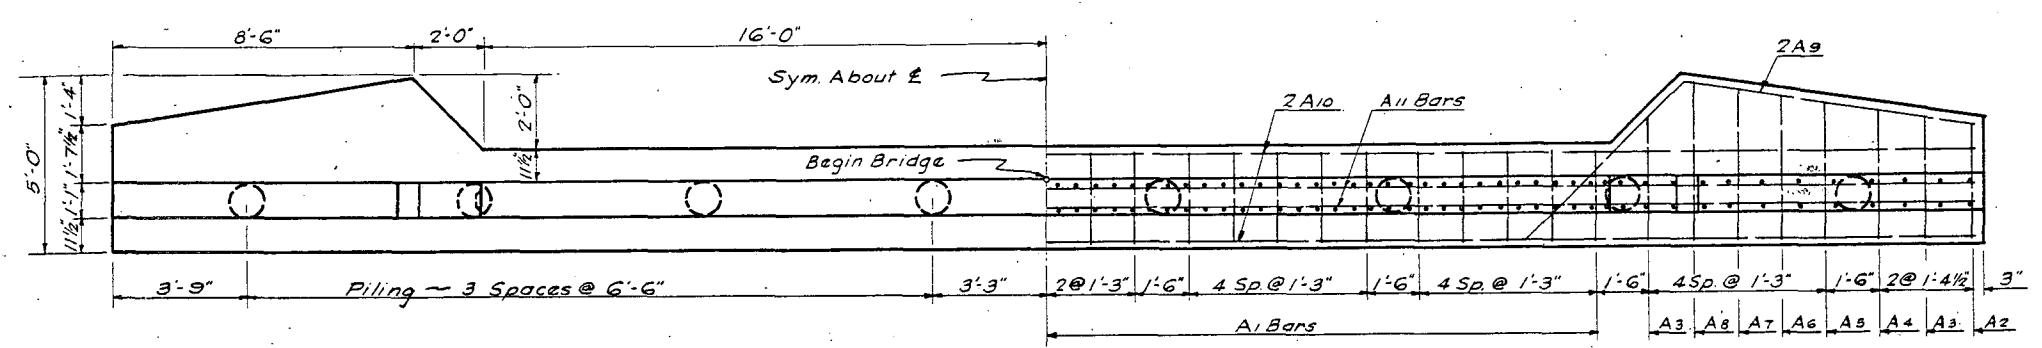 8'-6" 2'-0" 16'-0"
2A9
Sym. About ℄
5'-0"
1'-4"
1'-7½"
1'-1"
11½"
2'-0"
11½"
2A10 A11 Bars
Begin Bridge
3'-9" Piling ~ 3 Spaces @ 6'-6" 3'-3" 2@1'-3" 1'-6" 4 Sp. @ 1'-3" 1'-6" 4 Sp. @ 1'-3" 1'-6" 4 Sp. @ 1'-3" 1'-6" 2@ 1'-4½" 3"
A1 Bars A3 A8 A7 A6 A5 A4 A3 A2